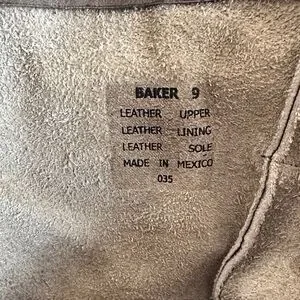 BAKER 9
LEATHER UPPER
LEATHER LINING
LEATHER SOLE
MADE IN MEXICO
035